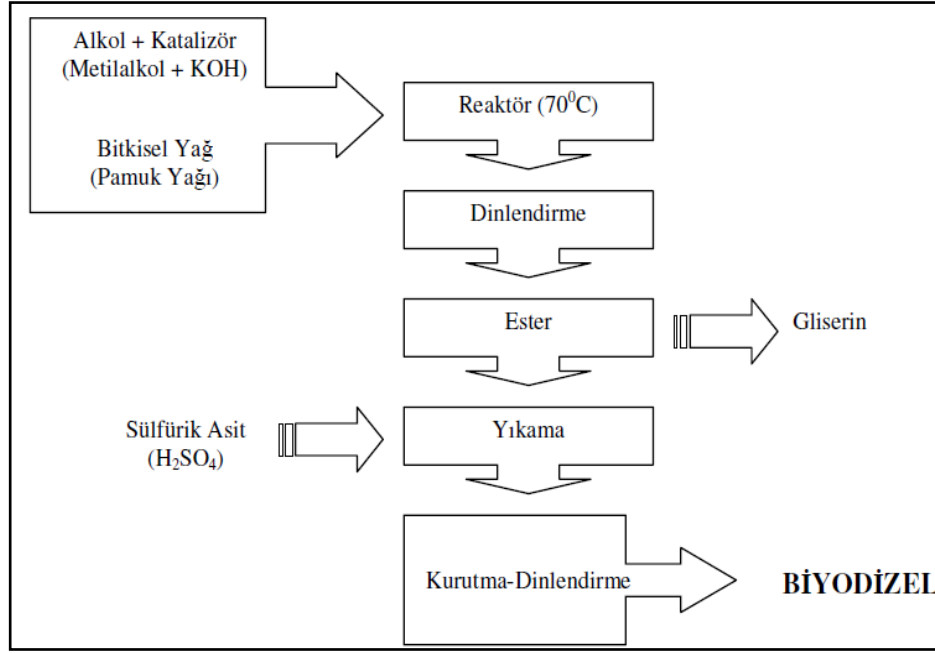 Alkol + Katalizör
(Metilalkol + KOH)
Bitkisel Yağ
(Pamuk Yağı)
Reaktör (70⁰C)
Dinlendirme
Ester
Gliserin
Sülfürik Asit
(H₂SO₄)
Yıkama
Kurutma-Dinlendirme
BİYODİZEL